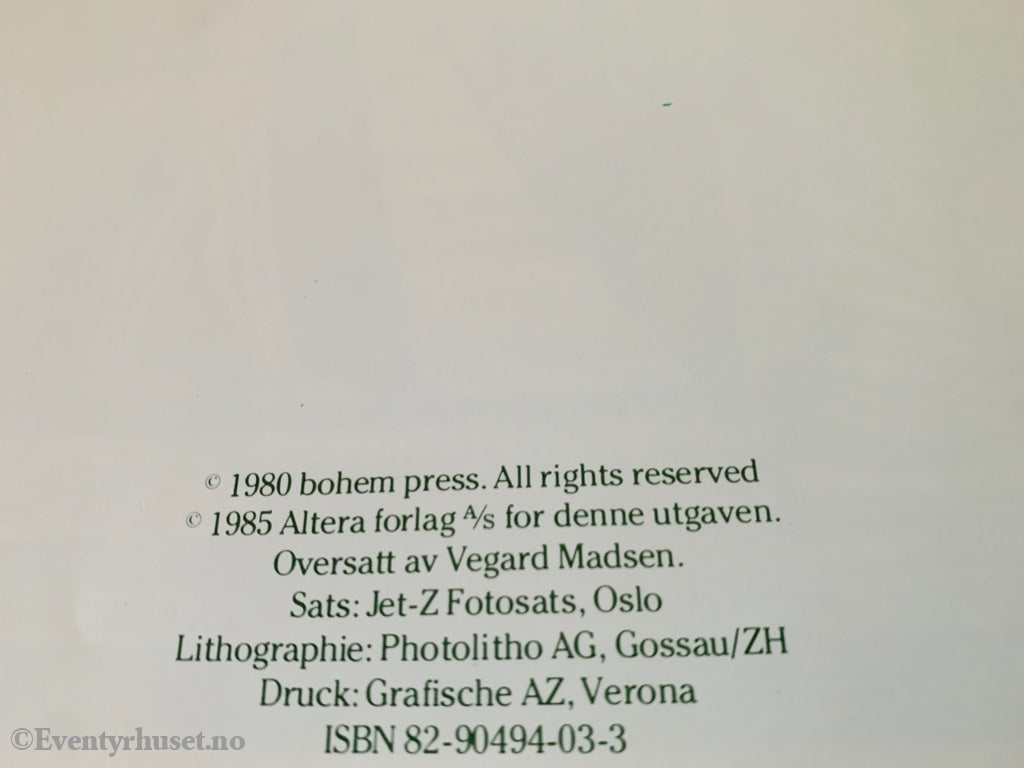 © 1980 bohem press. All rights reserved
© 1985 Altera forlag A/s for denne utgaven.
Oversatt av Vegard Madsen.
Sats: Jet-Z Fotosats, Oslo
Lithographie: Photolitho AG, Gossau/ZH
Druck: Grafische AZ, Verona
ISBN 82-90494-03-3
©Eventyrhuset.no